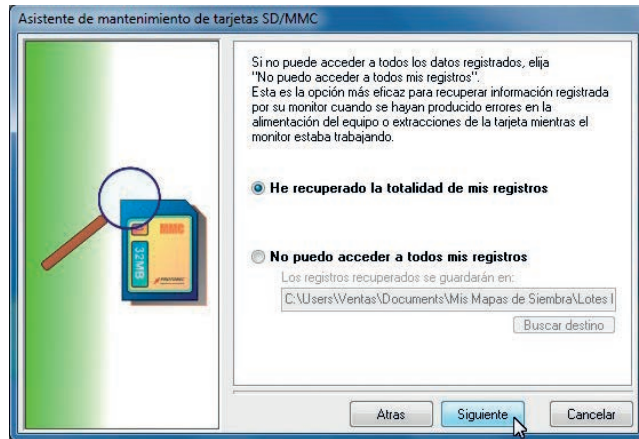 Asistente de mantenimiento de tarjetas SD/MMC
Si no puede acceder a todos los datos registrados, elija
"No puedo acceder a todos mis registros".
Esta es la opción más eficaz para recuperar información registrada
por su monitor cuando se hayan producido errores en la
alimentación del equipo o extracciones de la tarjeta mientras el
monitor estaba trabajando.
He recuperado la totalidad de mis registros
No puedo acceder a todos mis registros
Los registros recuperados se guardarán en:
C:\Users\Ventas\Documents\Mis Mapas de Siembra\Lotes I
Buscar destino
MMC
32MB
Atras Siguiente Cancelar